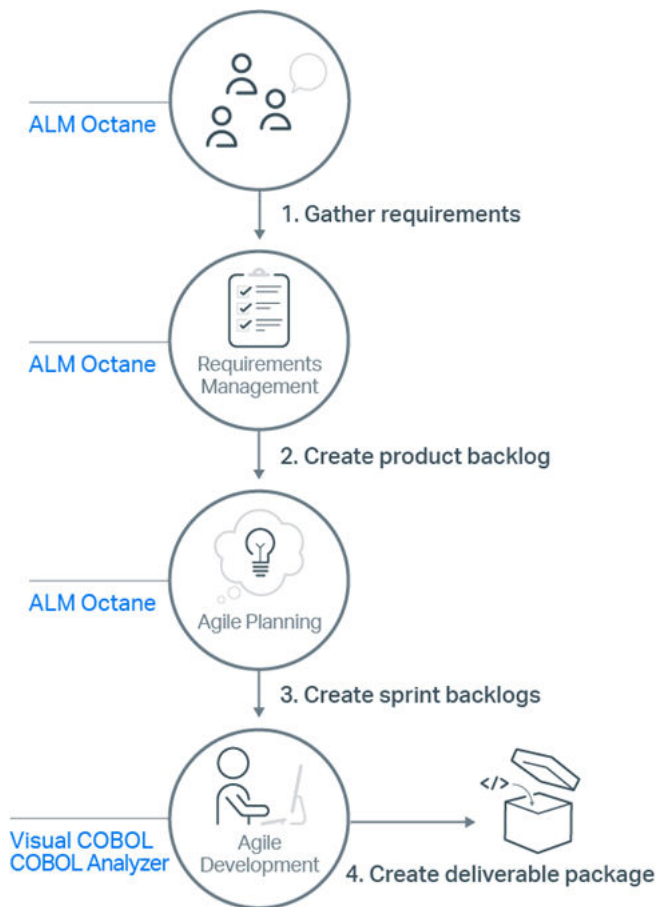 ALM Octane
1. Gather requirements
Requirements
Management
ALM Octane
2. Create product backlog
Agile Planning
ALM Octane
3. Create sprint backlogs
</>
Agile
Development
Visual COBOL
COBOL Analyzer
4. Create deliverable package